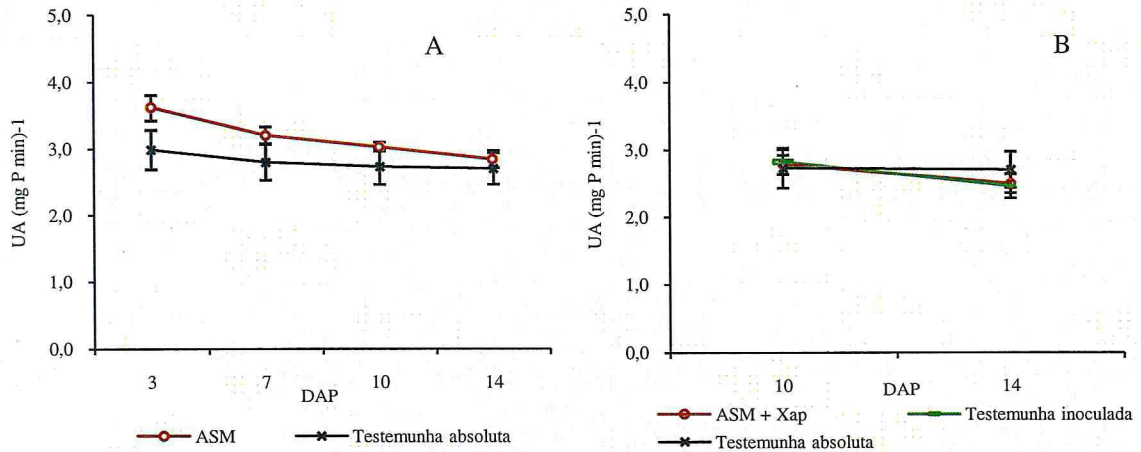 A
5,0
4,0
3,0
2,0
1,0
0,0
UA (mg P min)-1
3 7 10 14
DAP
ASM Testemunha absoluta
B
5,0
4,0
3,0
2,0
1,0
0,0
UA (mg P min)-1
10 14
DAP
ASM + Xap Testemunha inoculada
Testemunha absoluta